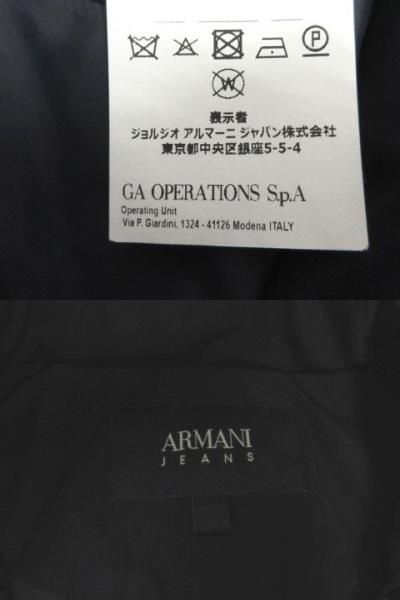 P
W
表示者
ジョルジオ アルマーニ ジャパン株式会社
東京都中央区銀座5-5-4
GA OPERATIONS S.p.A
Operating Unit
Via P. Giardini, 1324 - 41126 Modena ITALY
ARMANI
JEANS